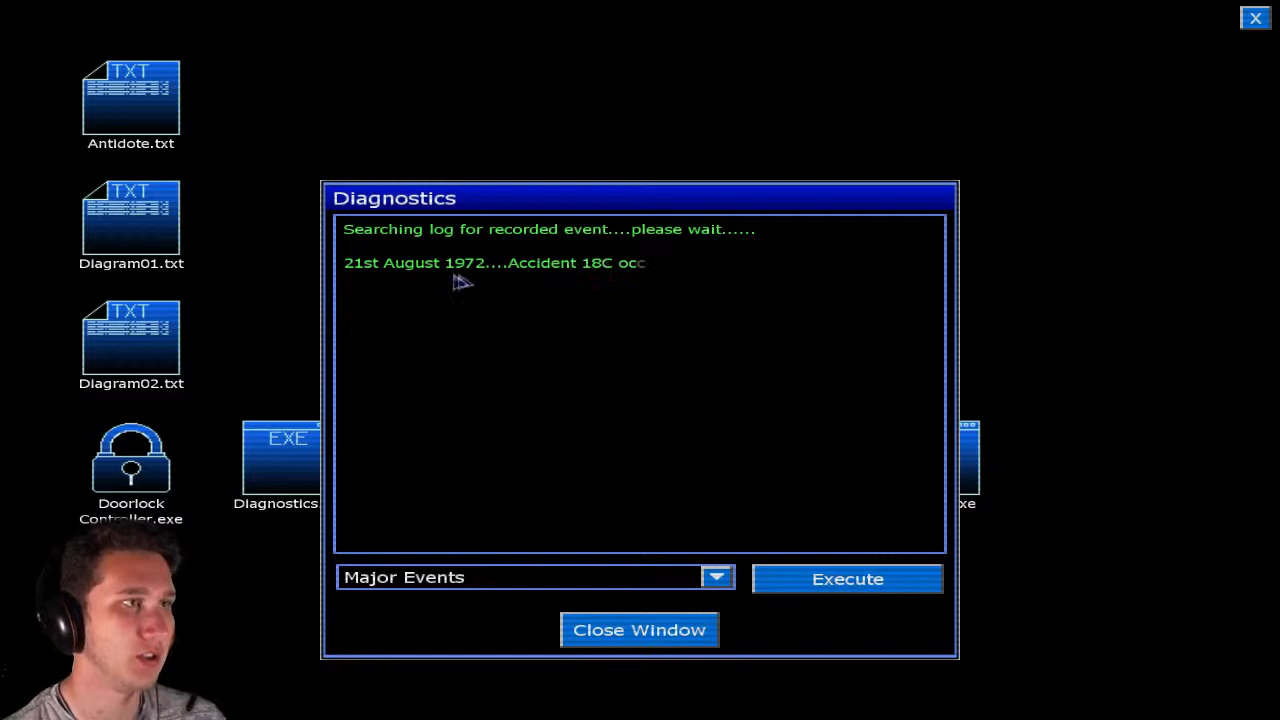 X
TXT
Antidote.txt
TXT
Diagram01.txt
TXT
Diagram02.txt
Doorlock
Controller.exe
EXE
Diagnostics.
xe
Diagnostics
Searching log for recorded event....please wait......
21st August 1972....Accident 18C occ
Major Events
Execute
Close Window